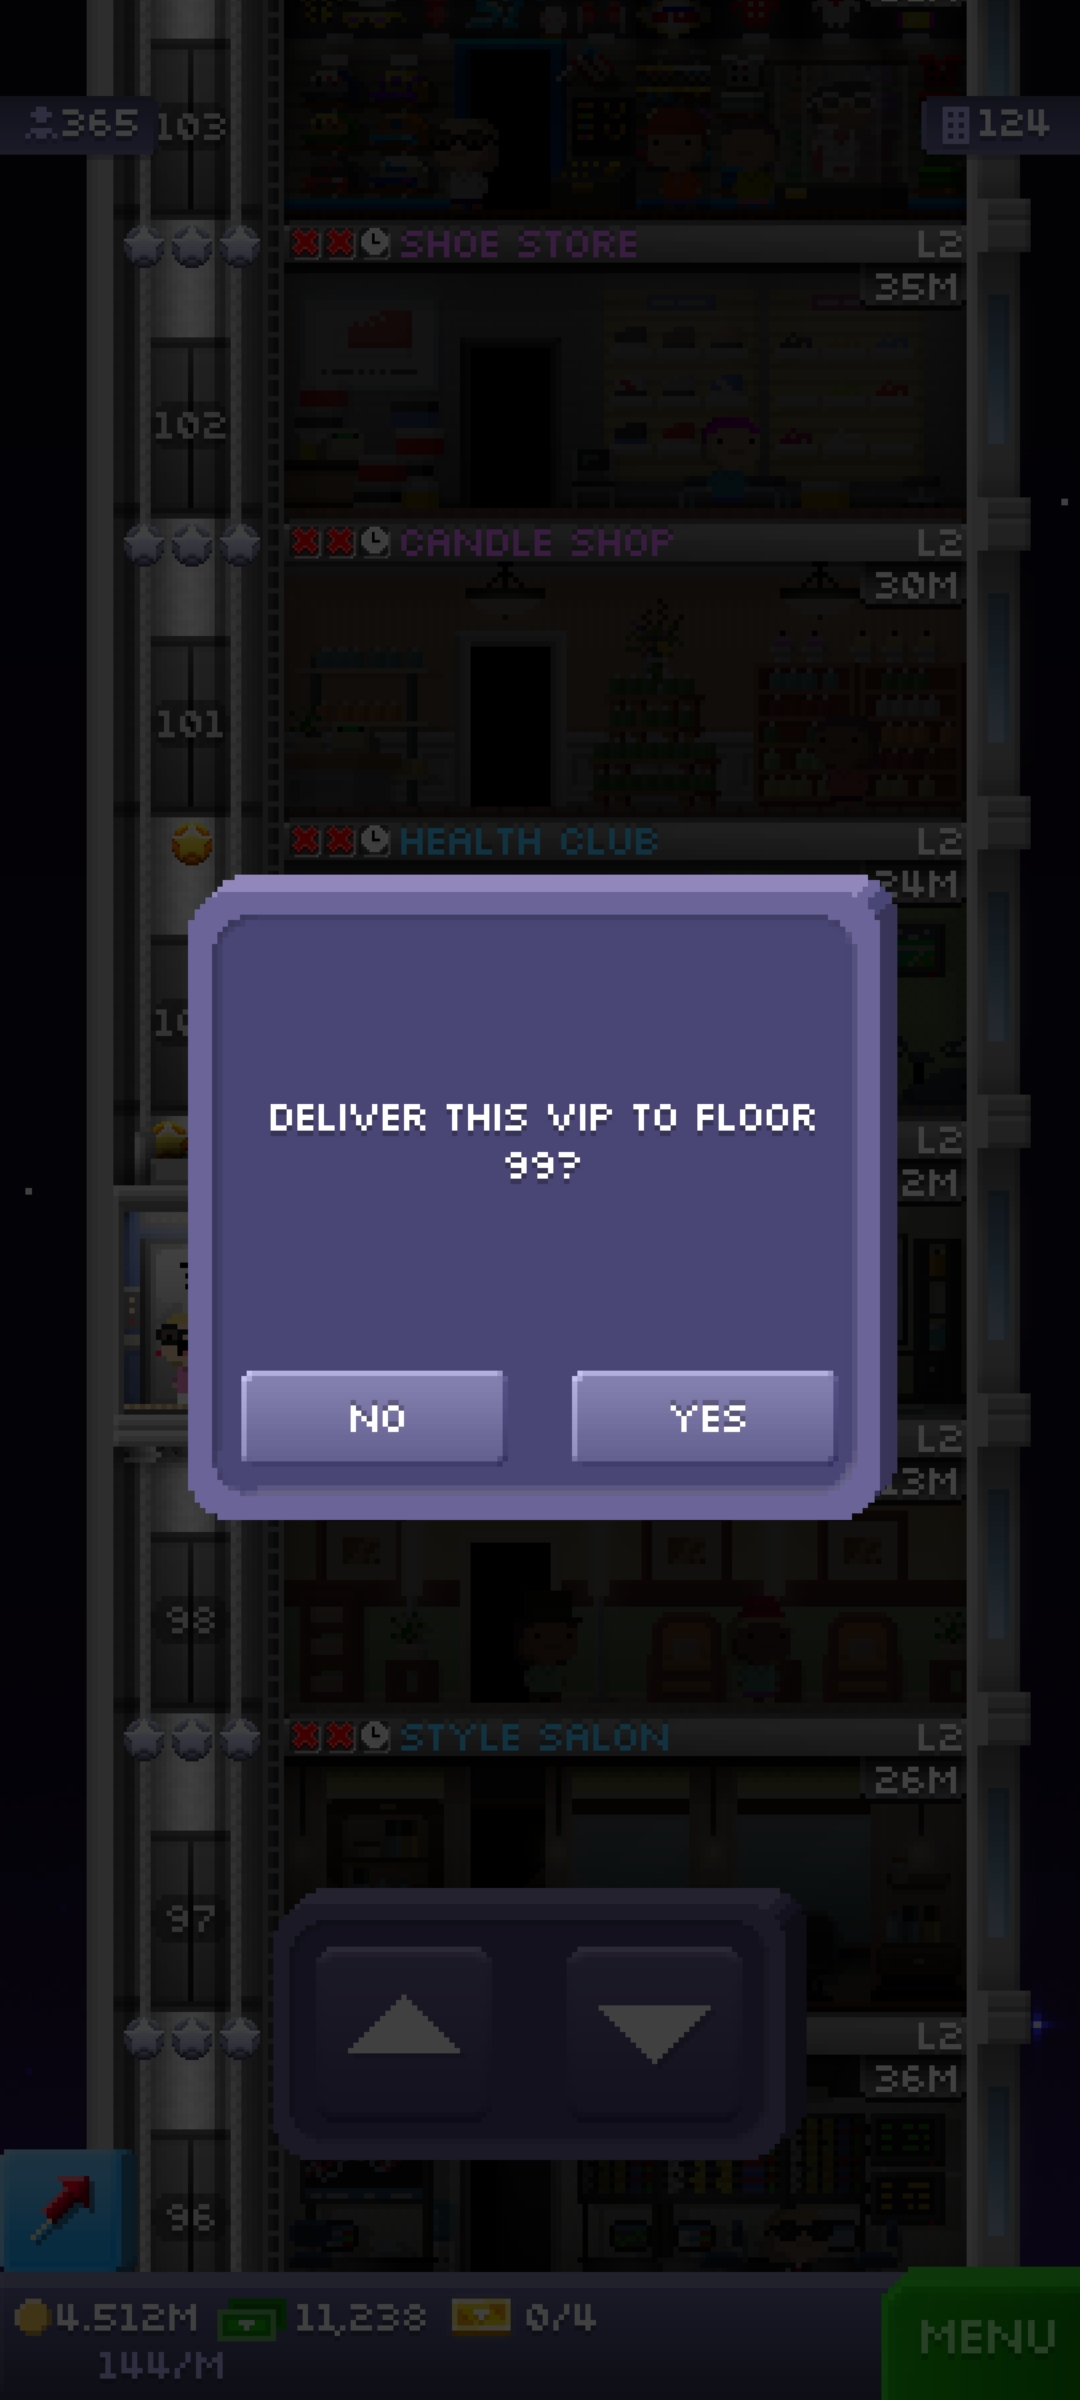 365
103
124
SHOE STORE L2
35M
102
CANDLE SHOP L2
30M
101
HEALTH CLUB L2
24M
DELIVER THIS VIP TO FLOOR
99?
L2
2M
NO YES
L2
13M
98
STYLE SALON L2
26M
97
L2
36M
96
4.512M 11,238 0/4
144/M
MENU